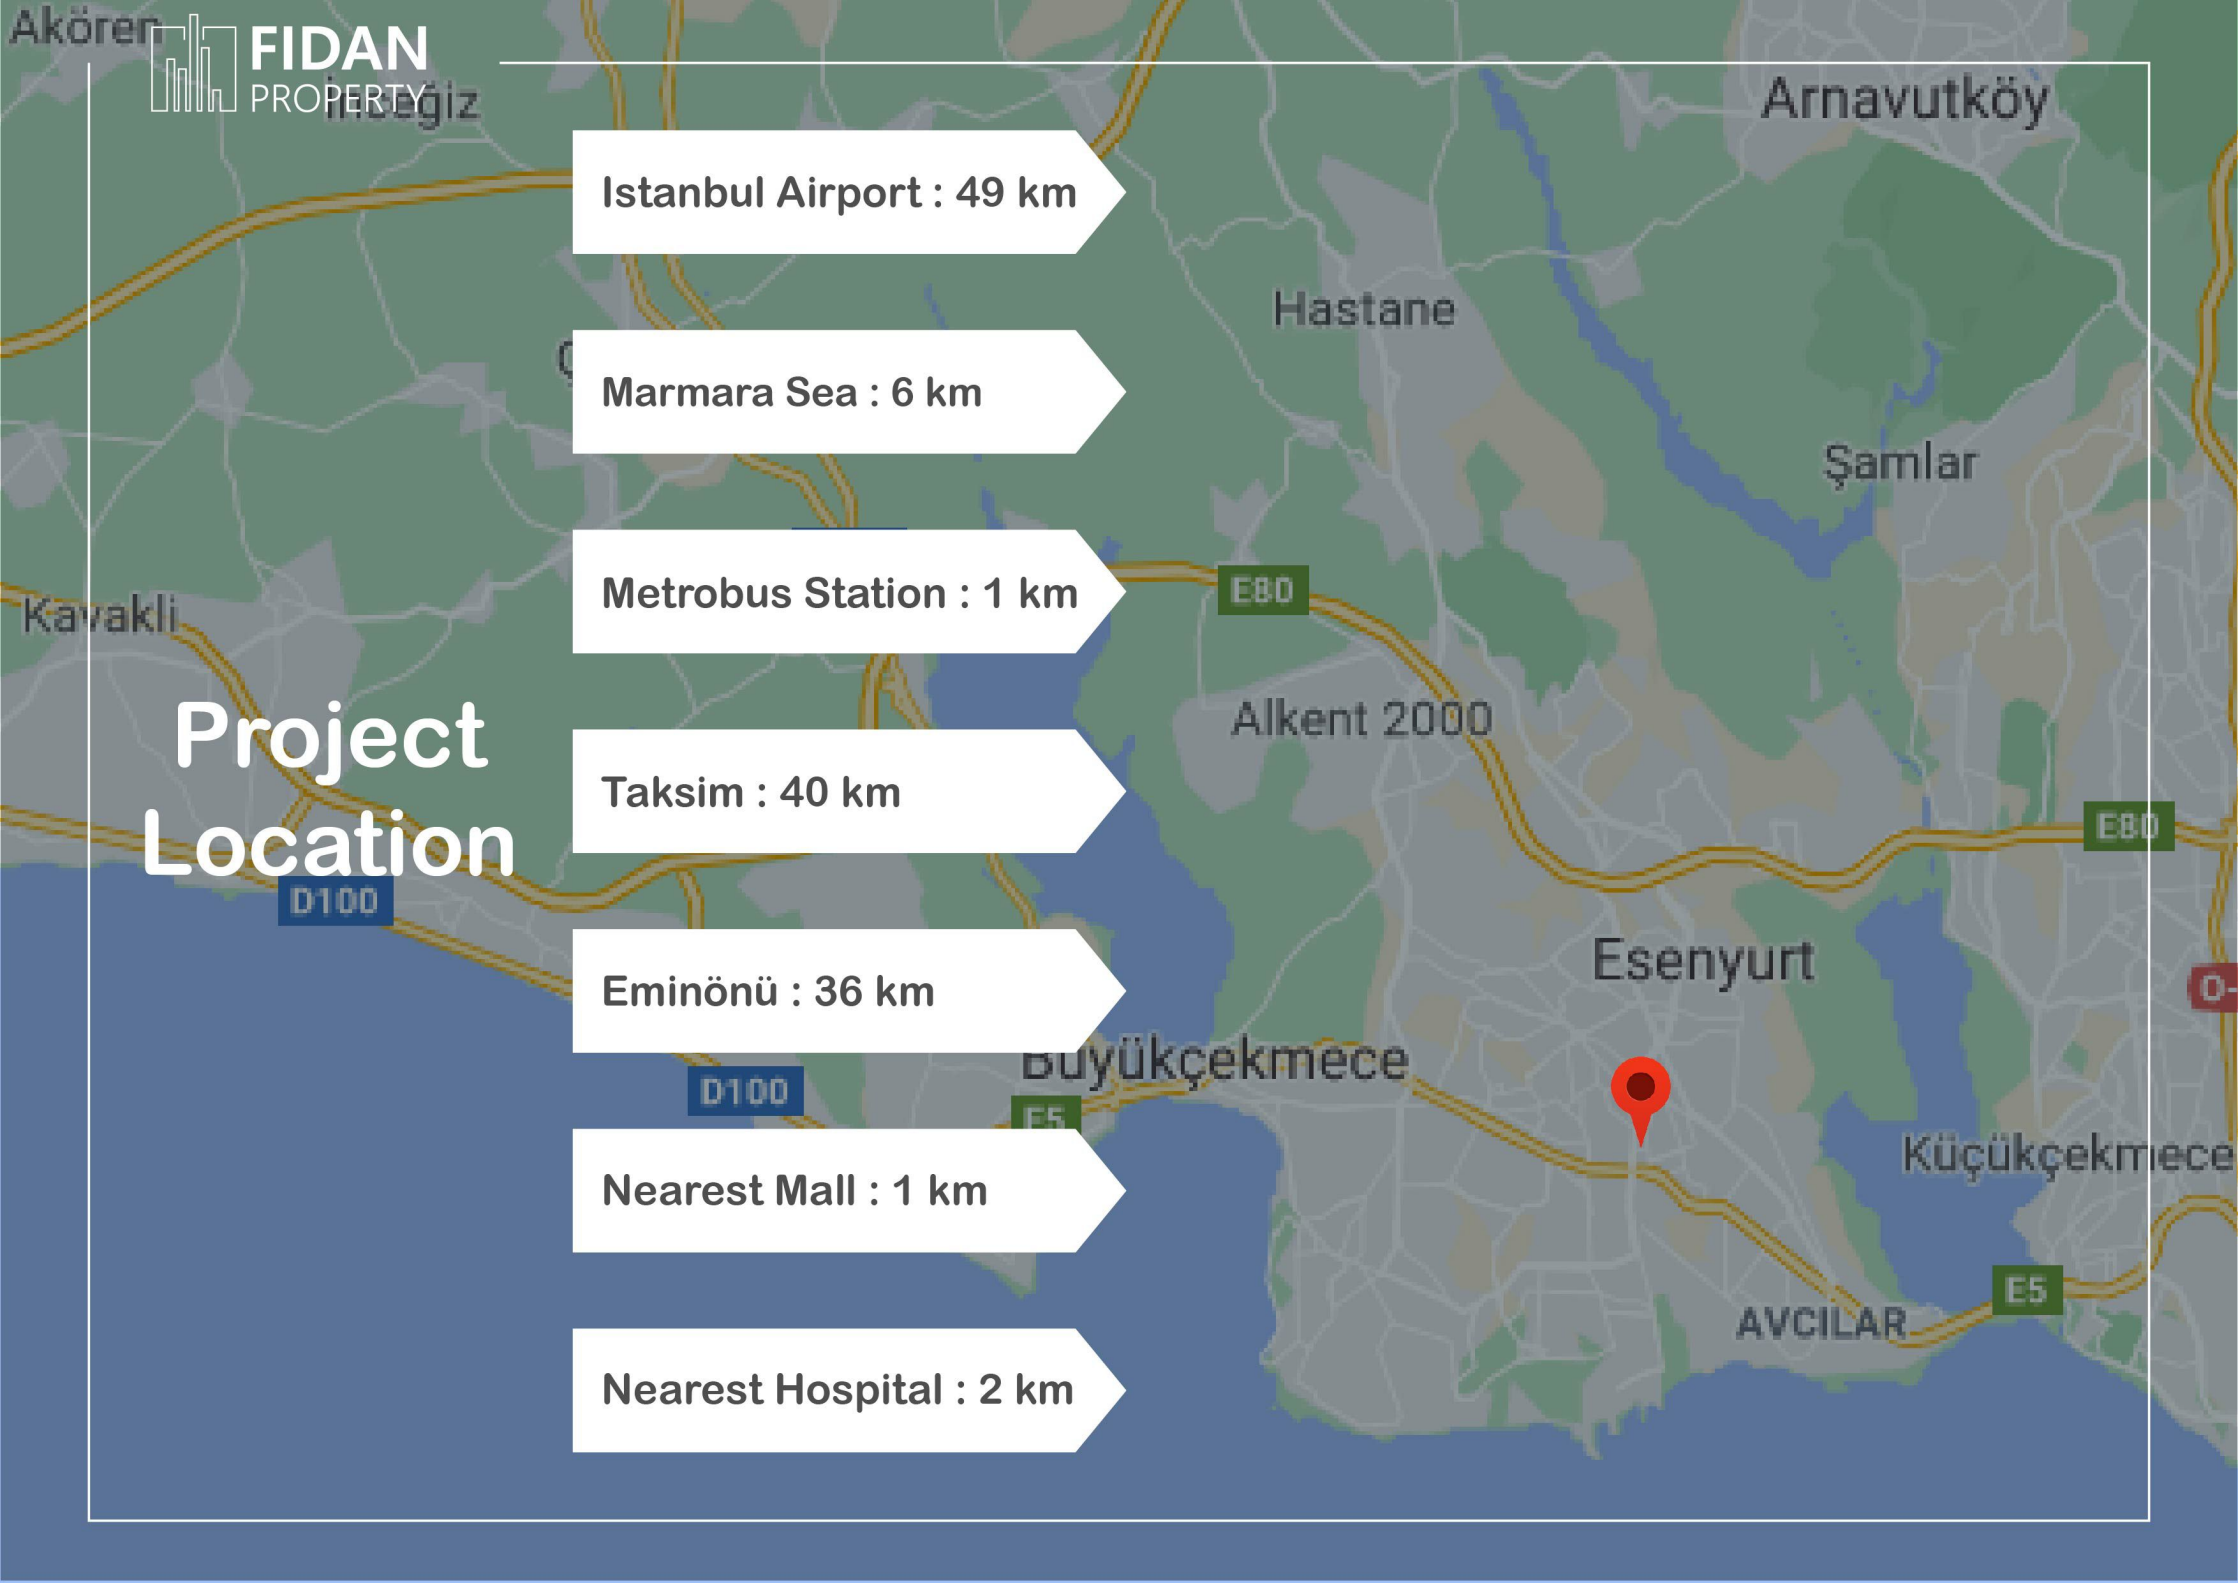 Akören
FIDAN
PROPERTY
İnceğiz
Arnavutköy
Istanbul Airport : 49 km
Hastane
Marmara Sea : 6 km
Şamlar
Metrobus Station : 1 km
E80
Kavakli
Project
Location
Alkent 2000
Taksim : 40 km
E80
D100
Esenyurt
Eminönü : 36 km
O-
Büyükçekmece
D100
E5
Küçükçekmece
Nearest Mall : 1 km
E5
AVCILAR
Nearest Hospital : 2 km